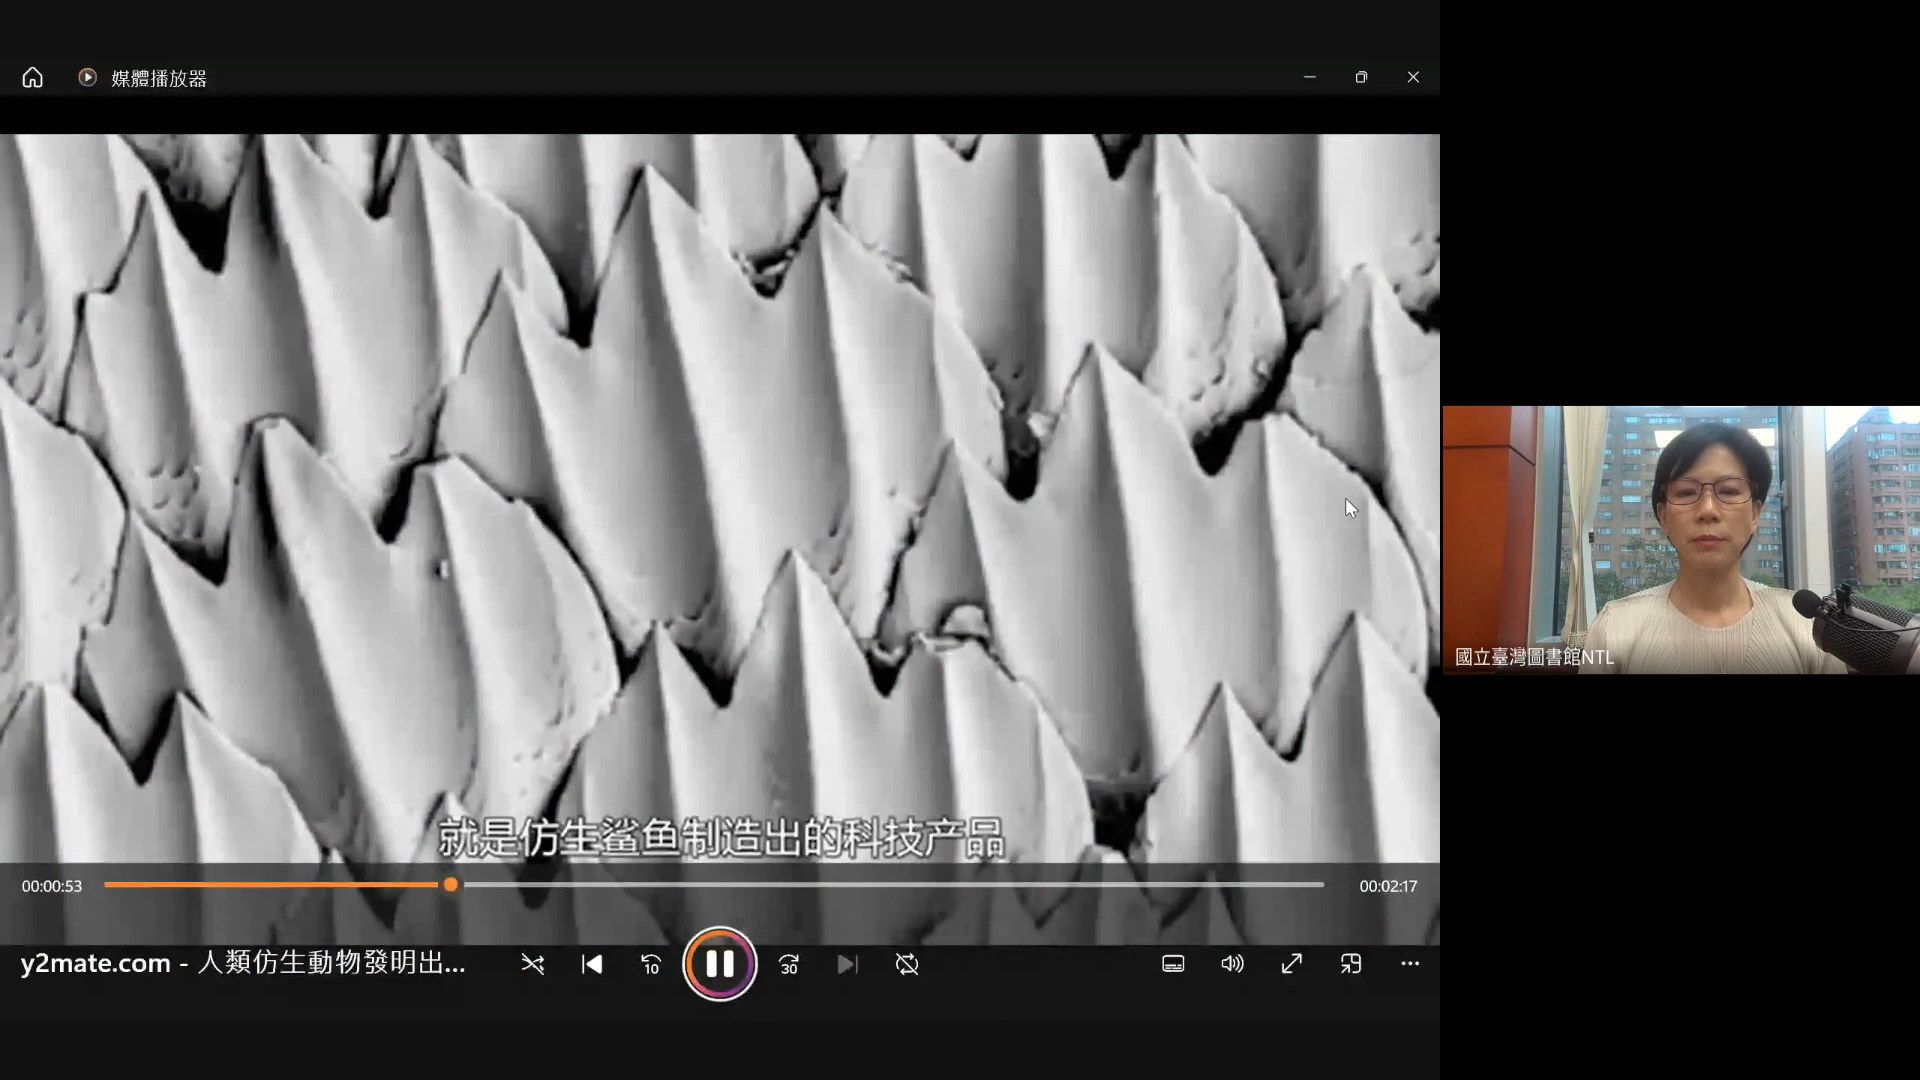 媒體播放器
就是仿生鲨鱼制造出的科技产品
00:00:53
00:02:17
y2mate.com - 人類仿生動物發明出...
10
30
國立臺灣圖書館NTL